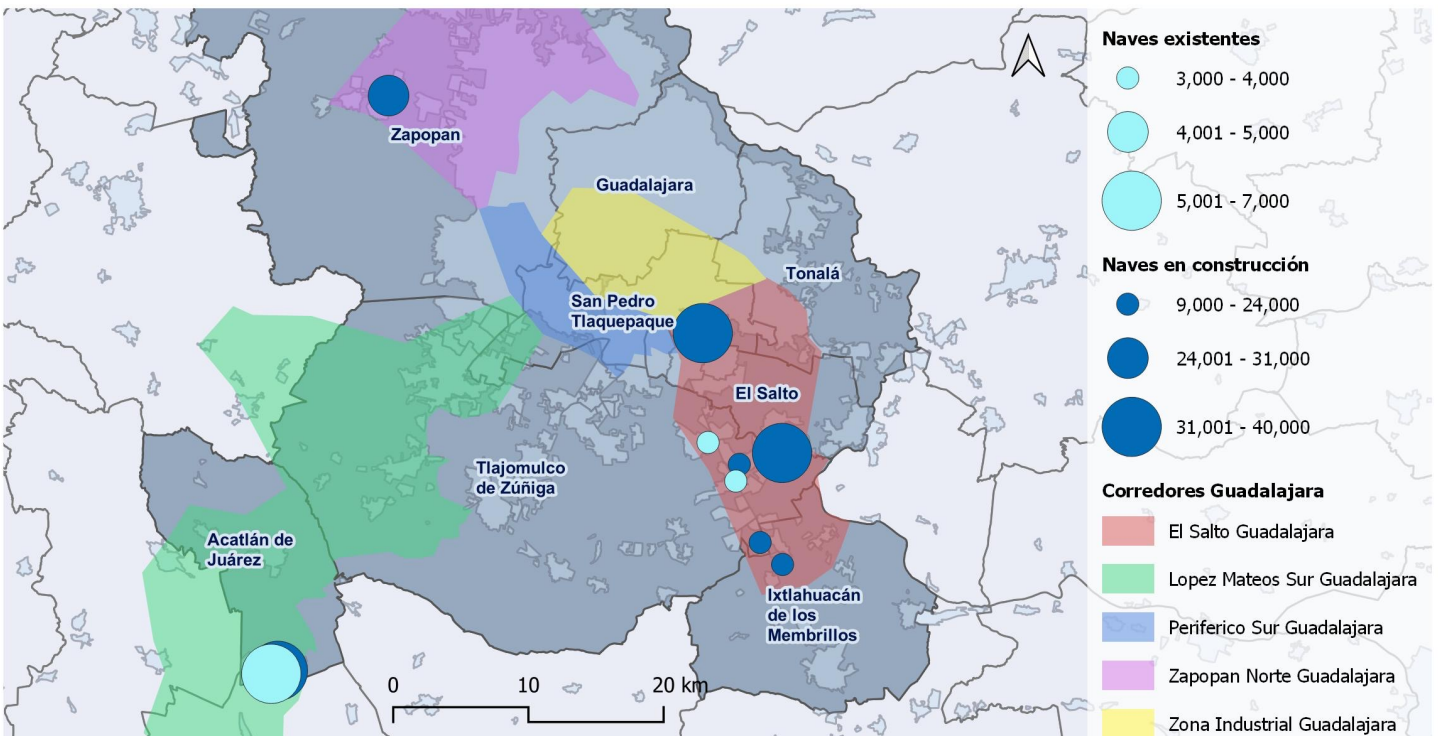 Zapopan
Guadalajara
Tonalá
San Pedro
Tlaquepaque
El Salto
Tlajomulco
de Zúñiga
Acatlán de
Juárez
Ixtlahuacán
de los
Membrillos
0 10 20 km
Naves existentes
3,000 - 4,000
4,001 - 5,000
5,001 - 7,000
Naves en construcción
9,000 - 24,000
24,001 - 31,000
31,001 - 40,000
Corredores Guadalajara
El Salto Guadalajara
Lopez Mateos Sur Guadalajara
Periferico Sur Guadalajara
Zapopan Norte Guadalajara
Zona Industrial Guadalajara